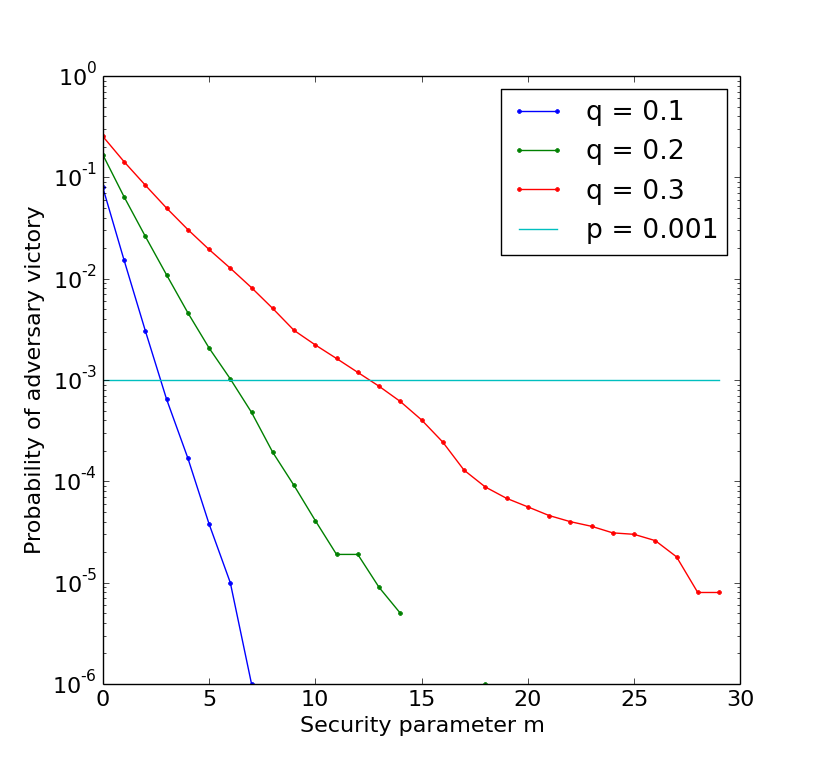 10^0
10^-1
10^-2
10^-3
10^-4
10^-5
10^-6
Probability of adversary victory
q = 0.1
q = 0.2
q = 0.3
p = 0.001
0 5 10 15 20 25 30
Security parameter m